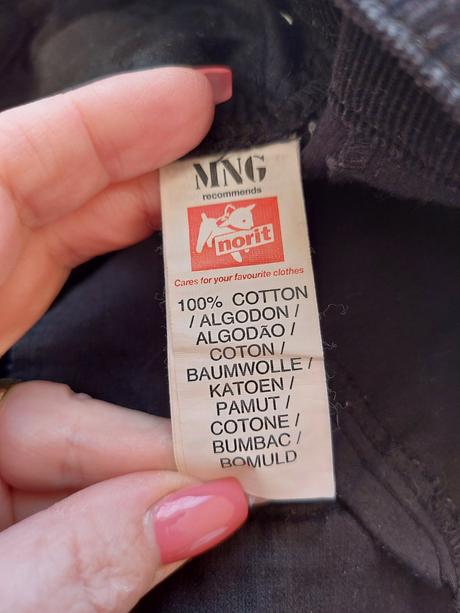 MNG
recommends
norit
Cares for your favourite clothes
100% COTTON
/ ALGODON /
ALGODÃO /
COTON /
BAUMWOLLE /
KATOEN /
PAMUT /
COTONE /
BUMBAC /
BOMULD